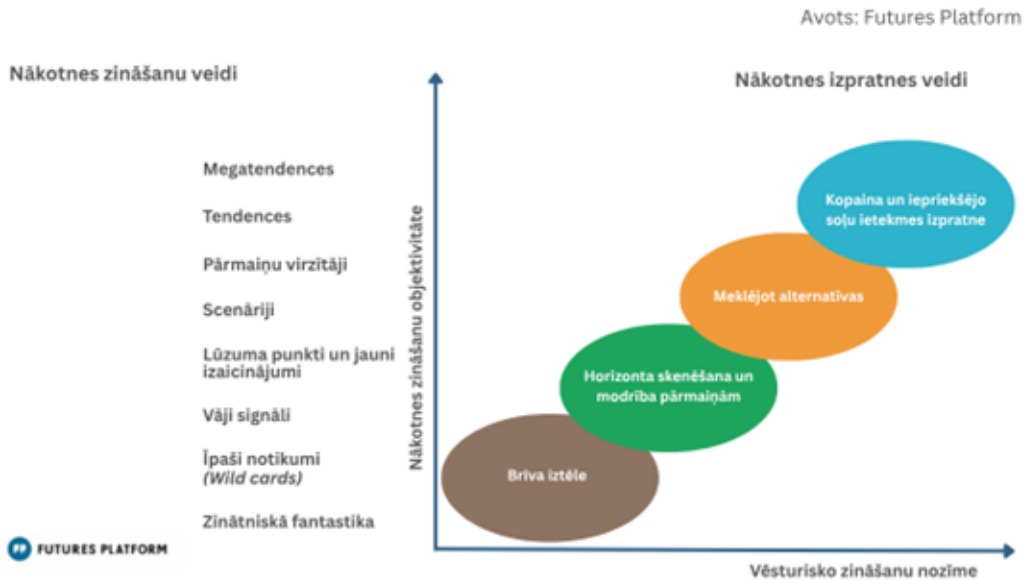 Avots: Futures Platform
Nākotnes zināšanu veidi
Nākotnes izpratnes veidi
Megatendences
Tendences
Pārmaiņu virzītāji
Scenāriji
Lūzuma punkti un jauni
izaicinājumi
Vāji signāli
Īpaši notikumi
(Wild cards)
Zinātniskā fantastika
Nākotnes zināšanu objektivitāte
Kopaina un iepriekšējo
soļu ietekmes izpratne
Meklējot alternatīvas
Horizonta skenēšana un
modrība pārmaiņām
Brīva iztēle
FP FUTURES PLATFORM
Vēsturisko zināšanu nozīme